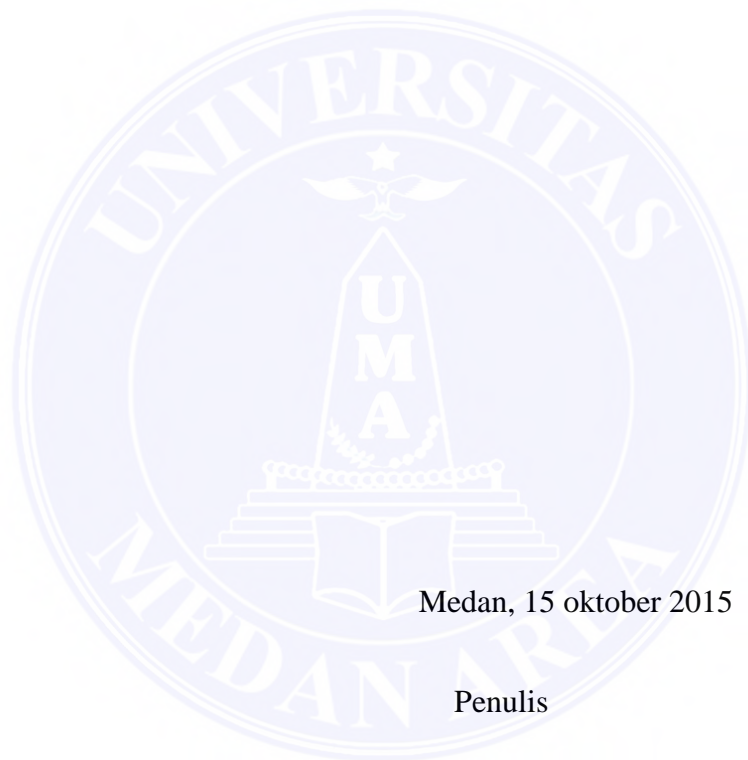 UNIVERSITAS
U
M
A
MEDAN AREA
Medan, 15 oktober 2015
Penulis